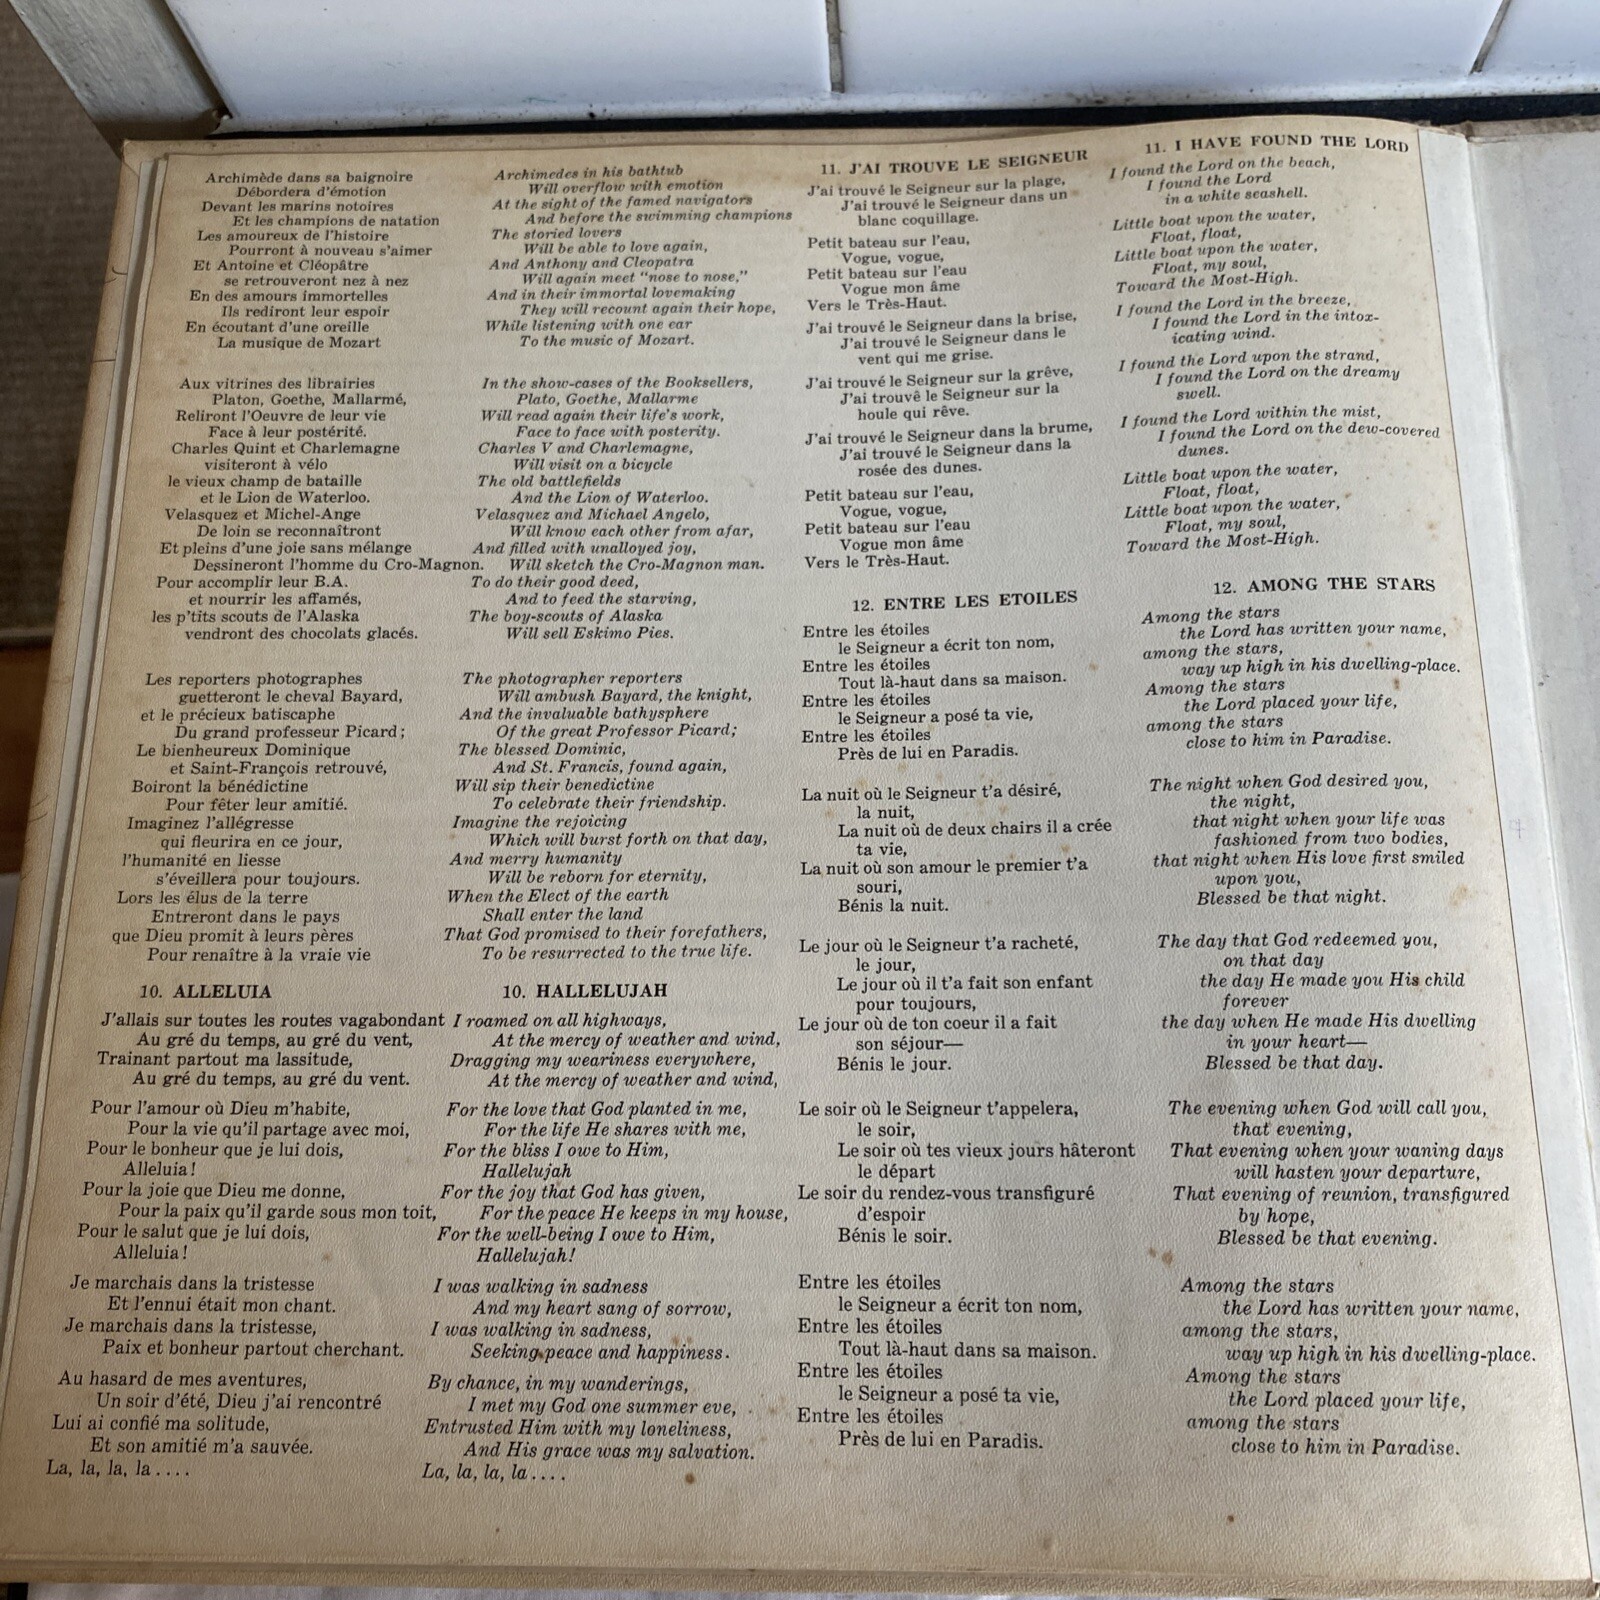 Archimède dans sa baignoire
Débordera d'émotion
Devant les marins notoires
Et les champions de natation
Les amoureux de l'histoire
Pourront à nouveau s'aimer
Et Antoine et Cléopâtre
se retrouveront nez à nez
En des amours immortelles
Ils rediront leur espoir
En écoutant d'une oreille
La musique de Mozart
Aux vitrines des librairies
Platon, Goethe, Mallarmé,
Reliront l'Oeuvre de leur vie
Face à leur postérité.
Charles Quint et Charlemagne
visiteront à vélo
le vieux champ de bataille
et le Lion de Waterloo.
Velasquez et Michel-Ange
De loin se reconnaîtront
Et pleins d'une joie sans mélange
Dessineront l'homme du Cro-Magnon.
Pour accomplir leur B.A.
et nourrir les affamés,
les p'tits scouts de l'Alaska
vendront des chocolats glacés.
Les reporters photographes
guetteront le cheval Bayard,
et le précieux batiscaphe
Du grand professeur Picard;
Le bienheureux Dominique
et Saint-François retrouvé,
Boiront la bénédictine
Pour fêter leur amitié.
Imaginez l'allégresse
qui fleurira en ce jour,
l'humanité en liesse
s'éveillera pour toujours.
Lors les élus de la terre
Entreront dans le pays
que Dieu promit à leurs pères
Pour renaître à la vraie vie
10. ALLELUIA
J'allais sur toutes les routes vagabondant
Au gré du temps, au gré du vent,
Trainant partout ma lassitude,
Au gré du temps, au gré du vent.
Pour l'amour où Dieu m'habite,
Pour la vie qu'il partage avec moi,
Pour le bonheur que je lui dois,
Alleluia!
Pour la joie que Dieu me donne,
Pour la paix qu'il garde sous mon toit,
Pour le salut que je lui dois,
Alleluia!
Je marchais dans la tristesse
Et l'ennui était mon chant.
Je marchais dans la tristesse,
Paix et bonheur partout cherchant.
Au hasard de mes aventures,
Un soir d'été, Dieu j'ai rencontré
Lui ai confié ma solitude,
Et son amitié m'a sauvée.
La, la, la, la....
Archimedes in his bathtub
Will overflow with emotion
At the sight of the famed navigators
And before the swimming champions
The storied lovers
Will be able to love again,
And Anthony and Cleopatra
Will again meet "nose to nose,"
And in their immortal lovemaking
They will recount again their hope,
While listening with one ear
To the music of Mozart.
In the show-cases of the Booksellers,
Plato, Goethe, Mallarme
Will read again their life's work,
Face to face with posterity.
Charles V and Charlemagne,
Will visit on a bicycle
The old battlefields
And the Lion of Waterloo.
Velasquez and Michael Angelo,
Will know each other from afar,
And filled with unalloyed joy,
Will sketch the Cro-Magnon man.
To do their good deed,
And to feed the starving,
The boy-scouts of Alaska
Will sell Eskimo Pies.
The photographer reporters
Will ambush Bayard, the knight,
And the invaluable bathysphere
Of the great Professor Picard;
The blessed Dominic,
And St. Francis, found again,
Will sip their benedictine
To celebrate their friendship.
Imagine the rejoicing
Which will burst forth on that day,
And merry humanity
Will be reborn for eternity,
When the Elect of the earth
Shall enter the land
That God promised to their forefathers,
To be resurrected to the true life.
10. HALLELUJAH
I roamed on all highways,
At the mercy of weather and wind,
Dragging my weariness everywhere,
At the mercy of weather and wind,
For the love that God planted in me,
For the life He shares with me,
For the bliss I owe to Him,
Hallelujah
For the joy that God has given,
For the peace He keeps in my house,
For the well-being I owe to Him,
Hallelujah!
I was walking in sadness
And my heart sang of sorrow,
I was walking in sadness,
Seeking peace and happiness.
By chance, in my wanderings,
I met my God one summer eve,
Entrusted Him with my loneliness,
And His grace was my salvation.
La, la, la, la....
11. J'AI TROUVE LE SEIGNEUR
J'ai trouvé le Seigneur sur la plage,
J'ai trouvé le Seigneur dans un
blanc coquillage.
Petit bateau sur l'eau,
Vogue, vogue,
Petit bateau sur l'eau
Vogue mon âme
Vers le Très-Haut.
J'ai trouvé le Seigneur dans la brise,
J'ai trouvé le Seigneur dans le
vent qui me grise.
J'ai trouvé le Seigneur sur la grêve,
J'ai trouvê le Seigneur sur la
houle qui rêve.
J'ai trouvé le Seigneur dans la brume,
J'ai trouvé le Seigneur dans la
rosée des dunes.
Petit bateau sur l'eau,
Vogue, vogue,
Petit bateau sur l'eau
Vogue mon âme
Vers le Très-Haut.
12. ENTRE LES ETOILES
Entre les étoiles
le Seigneur a écrit ton nom,
Entre les étoiles
Tout là-haut dans sa maison.
Entre les étoiles
le Seigneur a posé ta vie,
Entre les étoiles
Près de lui en Paradis.
La nuit où le Seigneur t'a désiré,
la nuit,
La nuit où de deux chairs il a crée
ta vie,
La nuit où son amour le premier t'a
souri,
Bénis la nuit.
Le jour où le Seigneur t'a racheté,
le jour,
Le jour où il t'a fait son enfant
pour toujours,
Le jour où de ton coeur il a fait
son séjour—
Bénis le jour.
Le soir où le Seigneur t'appelera,
le soir,
Le soir où tes vieux jours hâteront
le départ
Le soir du rendez-vous transfiguré
d'espoir
Bénis le soir.
Entre les étoiles
le Seigneur a écrit ton nom,
Entre les étoiles
Tout là-haut dans sa maison.
Entre les étoiles
le Seigneur a posé ta vie,
Entre les étoiles
Près de lui en Paradis.
11. I HAVE FOUND THE LORD
I found the Lord on the beach,
I found the Lord
in a white seashell.
Little boat upon the water,
Float, float,
Little boat upon the water,
Float, my soul,
Toward the Most-High.
I found the Lord in the breeze,
I found the Lord in the intox-
icating wind.
I found the Lord upon the strand,
I found the Lord on the dreamy
swell.
I found the Lord within the mist,
I found the Lord on the dew-covered
dunes.
Little boat upon the water,
Float, float,
Little boat upon the water,
Float, my soul,
Toward the Most-High.
12. AMONG THE STARS
Among the stars
the Lord has written your name,
among the stars,
way up high in his dwelling-place.
Among the stars
the Lord placed your life,
among the stars
close to him in Paradise.
The night when God desired you,
the night,
that night when your life was
fashioned from two bodies,
that night when His love first smiled
upon you,
Blessed be that night.
The day that God redeemed you,
on that day
the day He made you His child
forever
the day when He made His dwelling
in your heart—
Blessed be that day.
The evening when God will call you,
that evening,
That evening when your waning days
will hasten your departure,
That evening of reunion, transfigured
by hope,
Blessed be that evening.
Among the stars
the Lord has written your name,
among the stars,
way up high in his dwelling-place.
Among the stars
the Lord placed your life,
among the stars
close to him in Paradise.